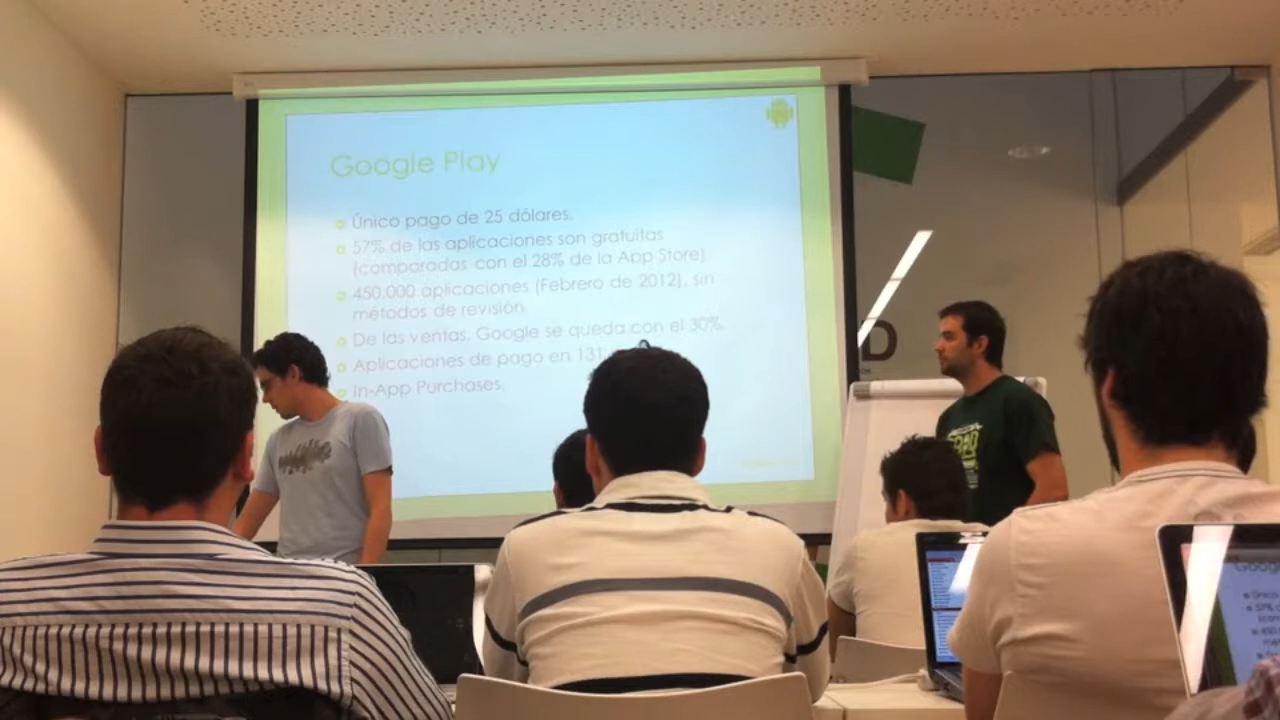 Google Play
Único pago de 25 dólares.
57% de las aplicaciones son gratuitas
(comparadas con el 28% de la App Store)
450.000 aplicaciones (Febrero de 2012), sin
métodos de revisión
De las ventas, Google se queda con el 30%.
Aplicaciones de pago en 131
In-App Purchases.
D